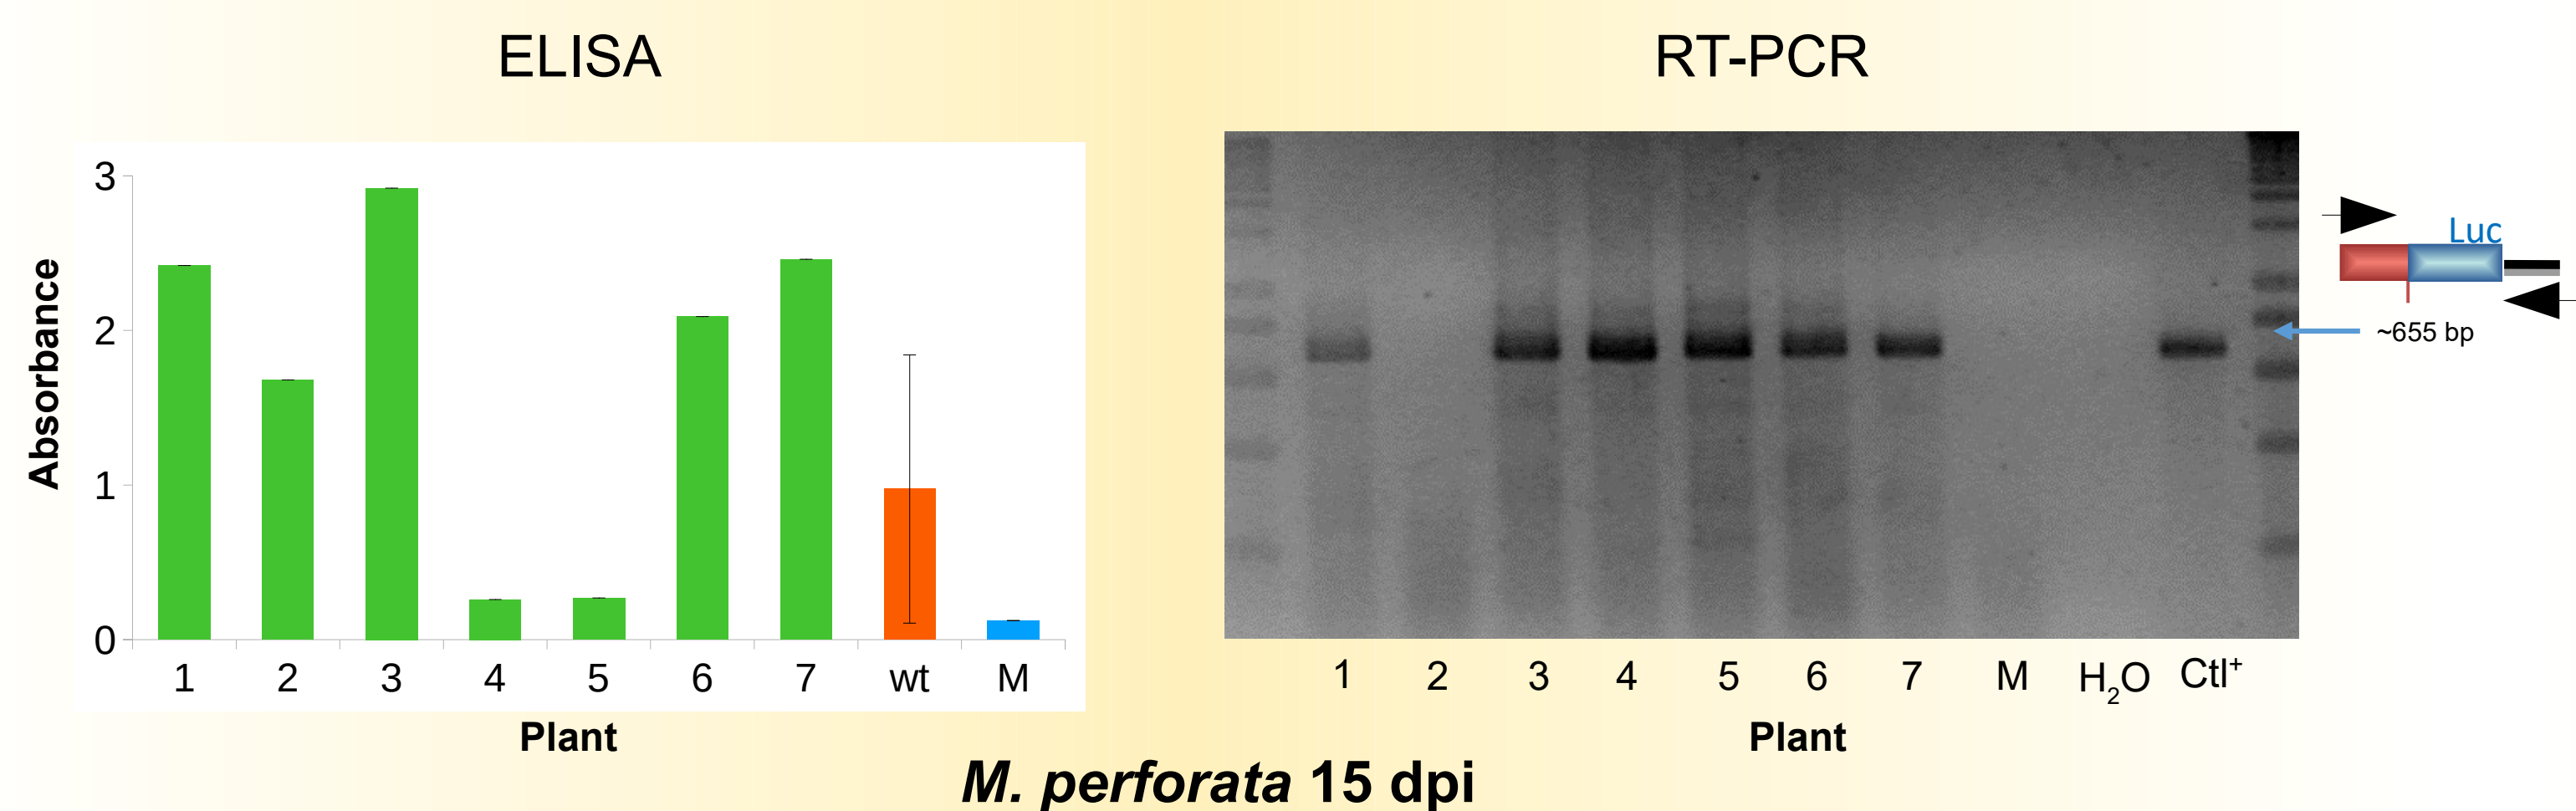 ELISA
RT-PCR
Absorbance
3
2
1
0
1 2 3 4 5 6 7 wt M
Plant
Luc
~655 bp
1 2 3 4 5 6 7 M H₂O Ctl⁺
Plant
M. perforata 15 dpi